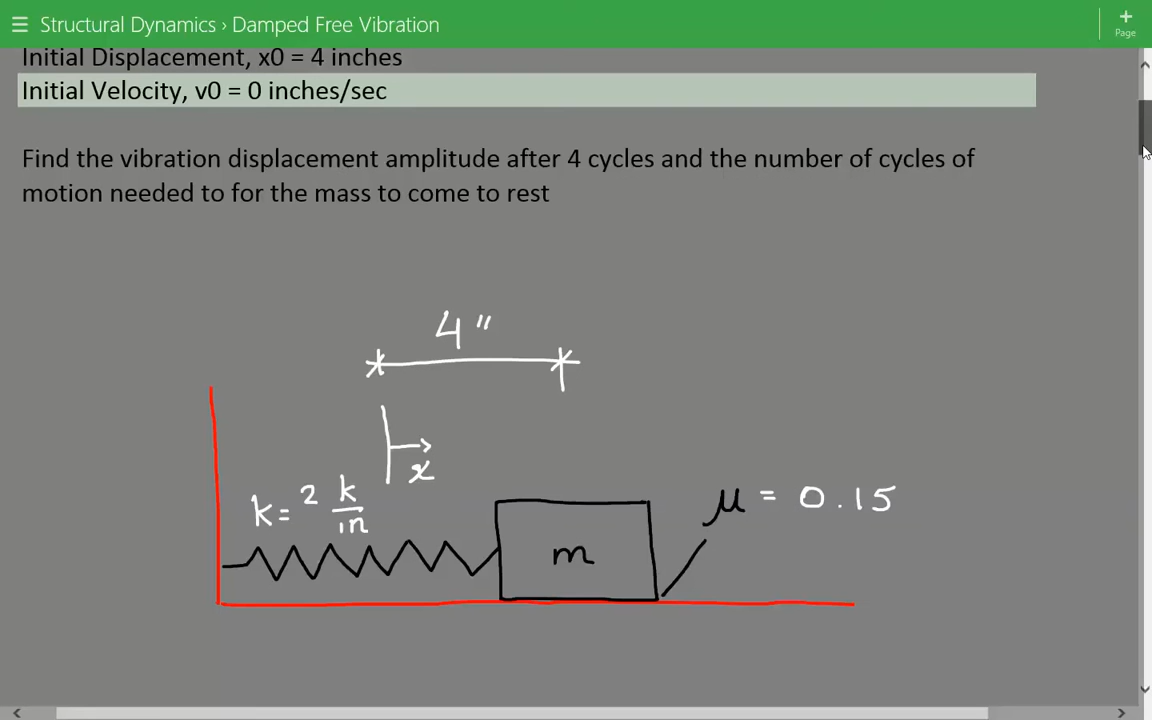 Structural Dynamics › Damped Free Vibration
Page
Initial Displacement, x0 = 4 inches
Initial Velocity, v0 = 0 inches/sec
Find the vibration displacement amplitude after 4 cycles and the number of cycles of
motion needed to for the mass to come to rest
4 "
x
k = 2 k/in
μ = 0.15
m